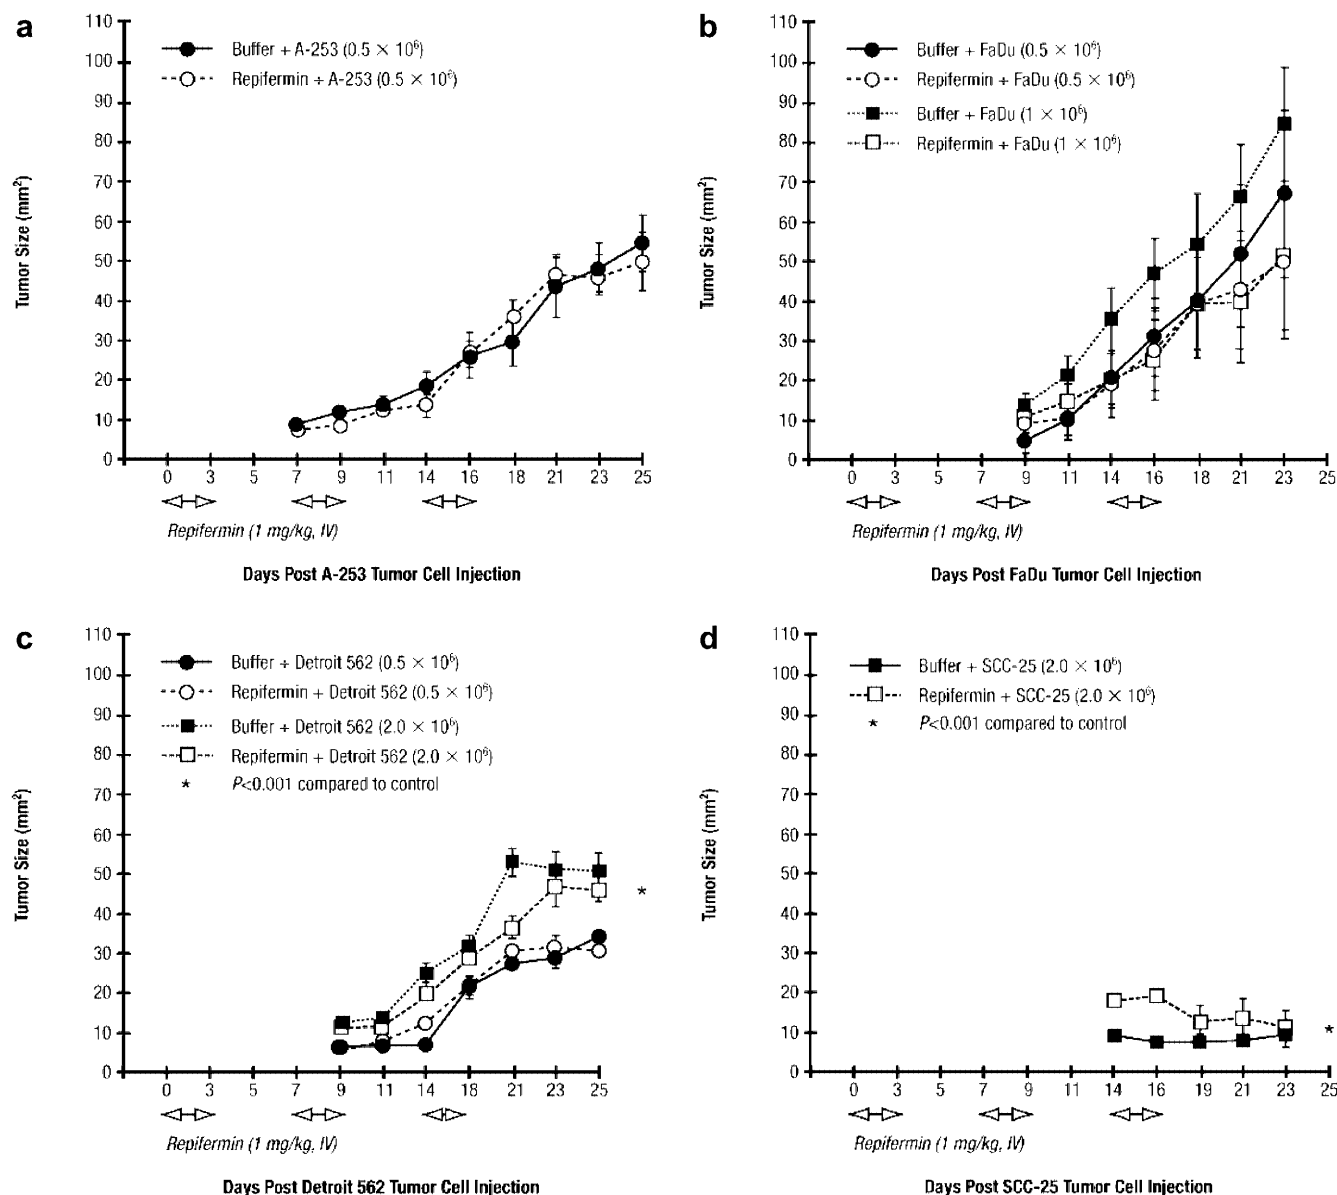 a
110
100
90
80
70
60
50
40
30
20
10
0
Tumor Size (mm²)
Buffer + A-253 (0.5 × 10⁶)
Repifermin + A-253 (0.5 × 10⁶)
0 3 5 7 9 11 14 16 18 21 23 25
Repifermin (1 mg/kg, IV)
Days Post A-253 Tumor Cell Injection
b
110
100
90
80
70
60
50
40
30
20
10
0
Tumor Size (mm²)
Buffer + FaDu (0.5 × 10⁶)
Repifermin + FaDu (0.5 × 10⁶)
Buffer + FaDu (1 × 10⁶)
Repifermin + FaDu (1 × 10⁶)
0 3 5 7 9 11 14 16 18 21 23 25
Repifermin (1 mg/kg, IV)
Days Post FaDu Tumor Cell Injection
c
110
100
90
80
70
60
50
40
30
20
10
0
Tumor Size (mm²)
Buffer + Detroit 562 (0.5 × 10⁶)
Repifermin + Detroit 562 (0.5 × 10⁶)
Buffer + Detroit 562 (2.0 × 10⁶)
Repifermin + Detroit 562 (2.0 × 10⁶)
* P<0.001 compared to control
*
0 3 5 7 9 11 14 18 21 23 25
Repifermin (1 mg/kg, IV)
Days Post Detroit 562 Tumor Cell Injection
d
110
100
90
80
70
60
50
40
30
20
10
0
Tumor Size (mm²)
Buffer + SCC-25 (2.0 × 10⁶)
Repifermin + SCC-25 (2.0 × 10⁶)
* P<0.001 compared to control
*
0 3 5 7 9 11 14 16 19 21 23 25
Repifermin (1 mg/kg, IV)
Days Post SCC-25 Tumor Cell Injection